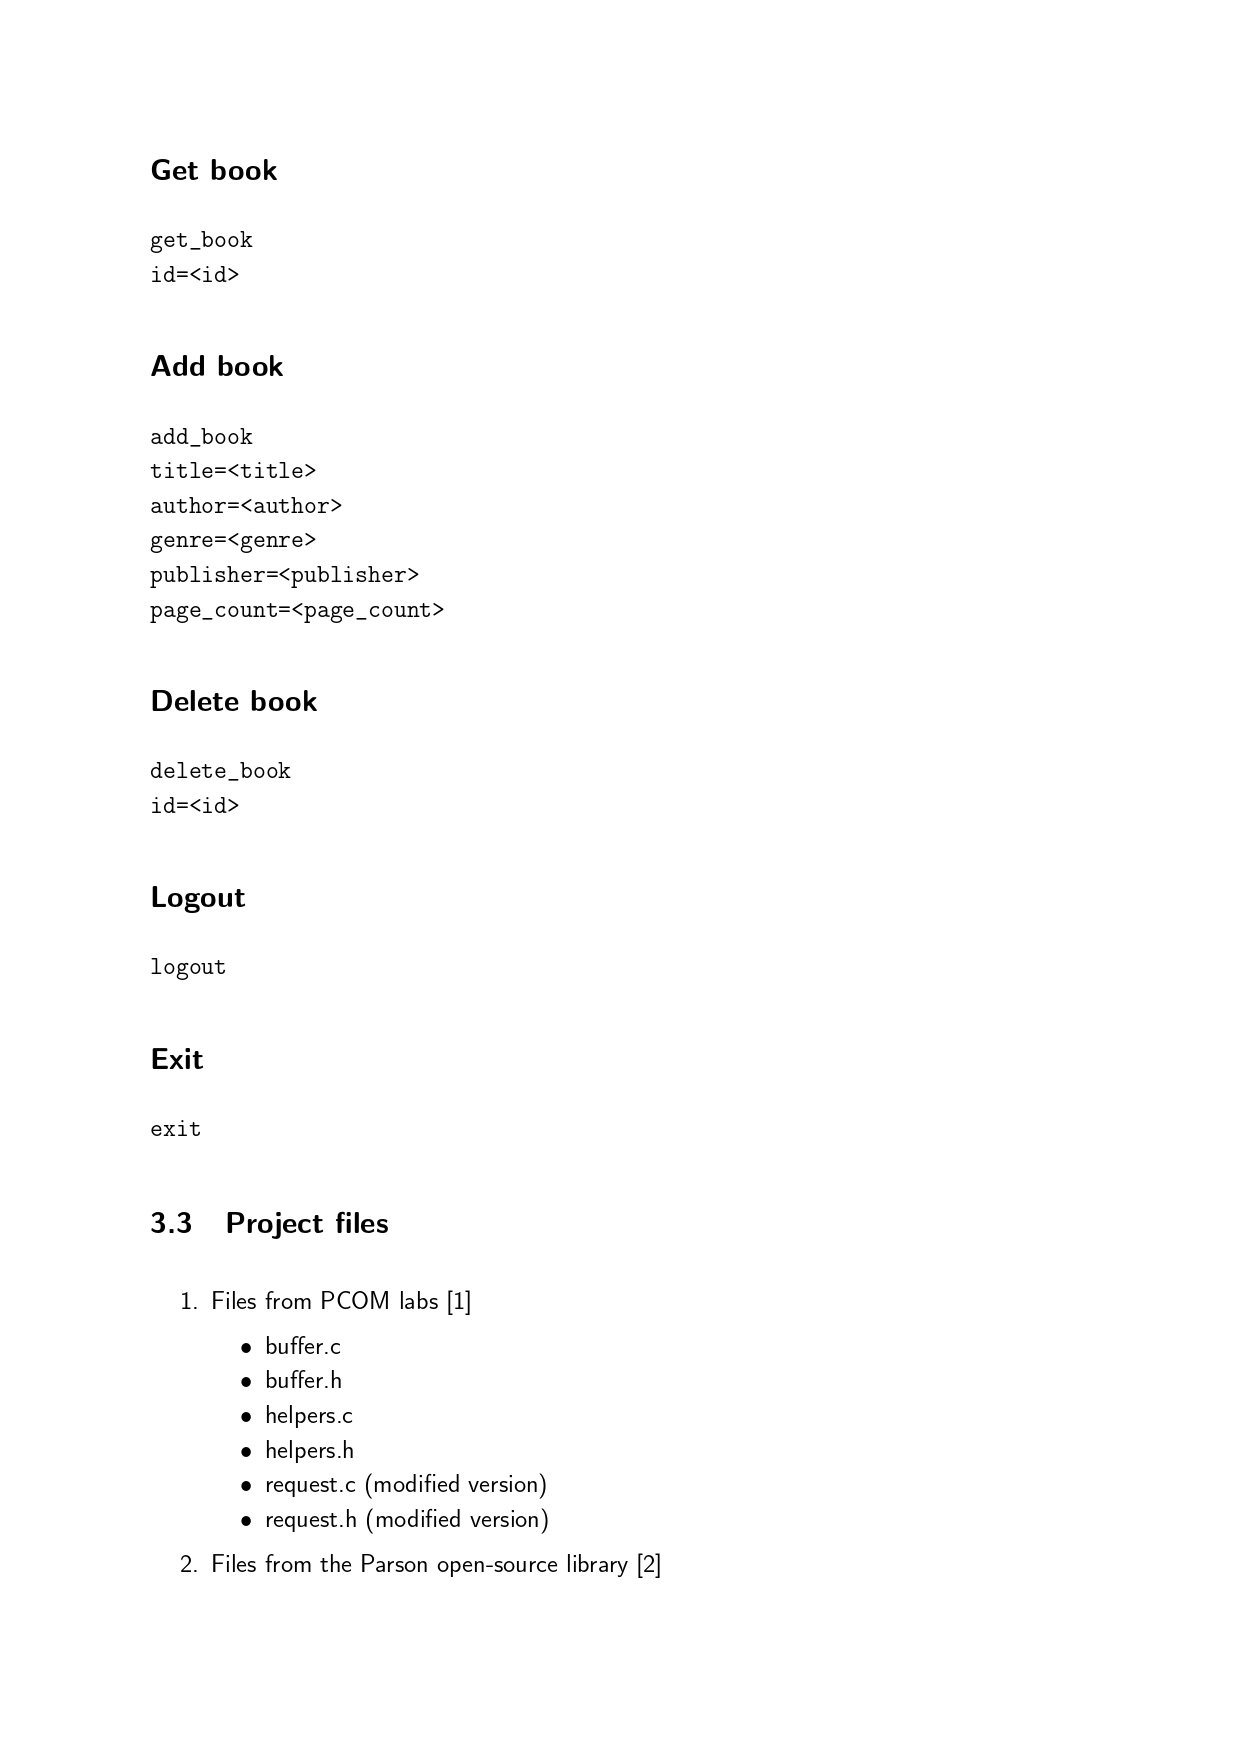 Get book
get_book
id=<id>
Add book
add_book
title=<title>
author=<author>
genre=<genre>
publisher=<publisher>
page_count=<page_count>
Delete book
delete_book
id=<id>
Logout
logout
Exit
exit
3.3 Project files
1. Files from PCOM labs [1]
• buffer.c
• buffer.h
• helpers.c
• helpers.h
• request.c (modified version)
• request.h (modified version)
2. Files from the Parson open-source library [2]